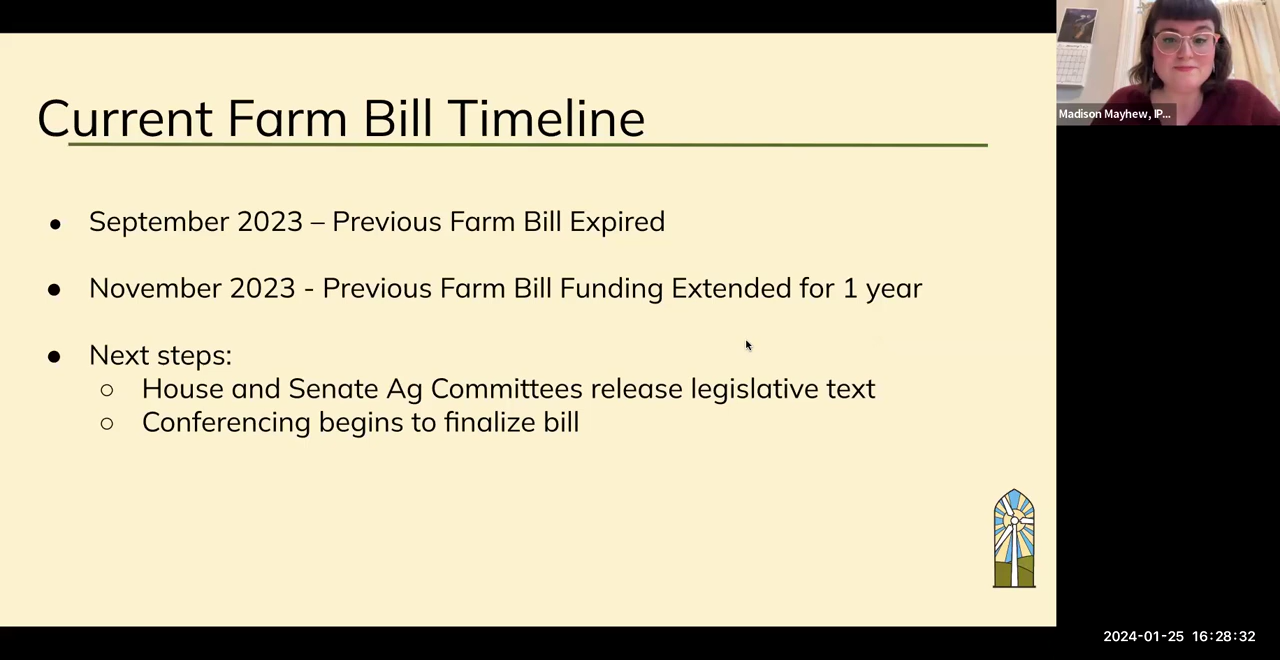 Current Farm Bill Timeline
● September 2023 – Previous Farm Bill Expired
● November 2023 - Previous Farm Bill Funding Extended for 1 year
● Next steps:
○ House and Senate Ag Committees release legislative text
○ Conferencing begins to finalize bill
Madison Mayhew, IP...
2024-01-25 16:28:32